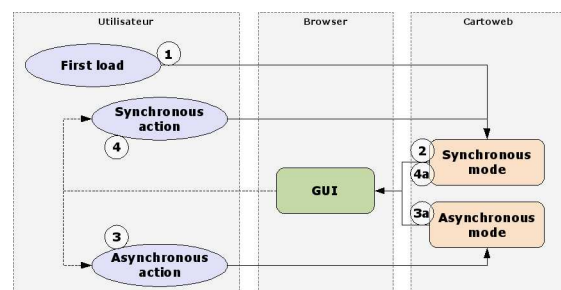 Utilisateur
Browser
Cartoweb
1
First load
Synchronous
action
4
2
Synchronous
mode
4a
GUI
3a
Asynchronous
mode
3
Asynchronous
action